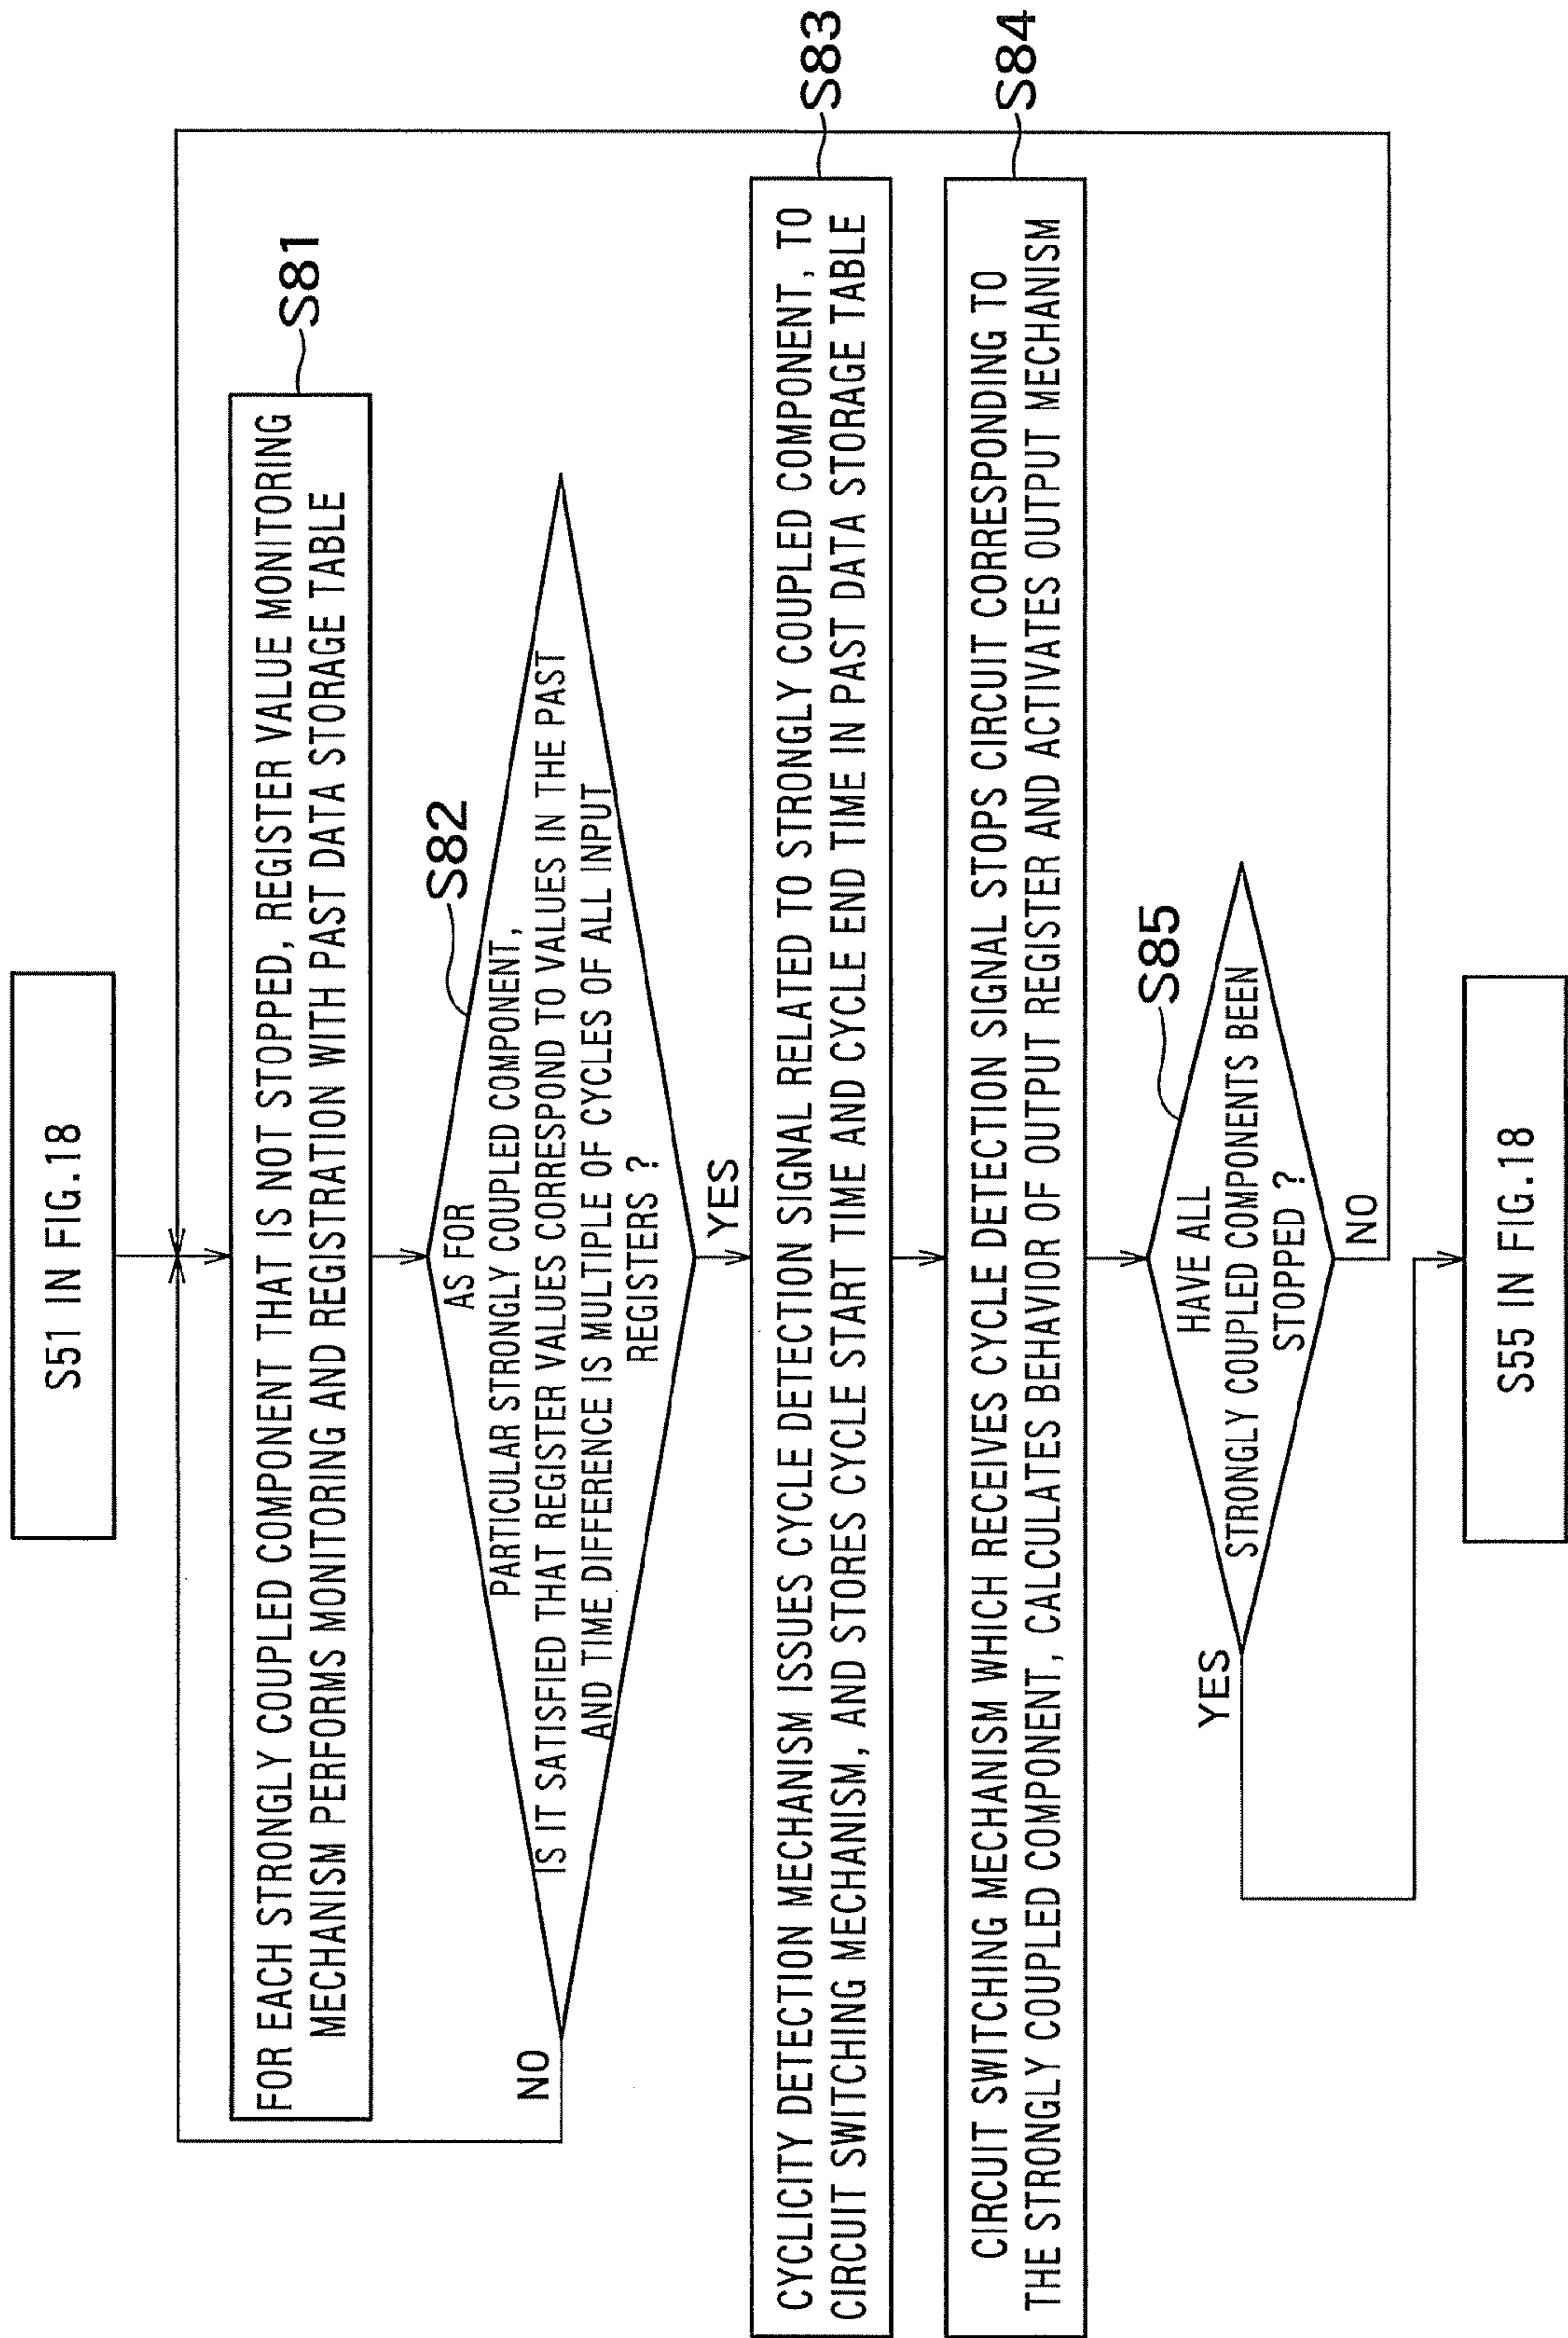 S51 IN FIG.18
S81
FOR EACH STRONGLY COUPLED COMPONENT THAT IS NOT STOPPED, REGISTER VALUE MONITORING
MECHANISM PERFORMS MONITORING AND REGISTRATION WITH PAST DATA STORAGE TABLE
S82
AS FOR
PARTICULAR STRONGLY COUPLED COMPONENT,
IS IT SATISFIED THAT REGISTER VALUES CORRESPOND TO VALUES IN THE PAST
AND TIME DIFFERENCE IS MULTIPLE OF CYCLES OF ALL INPUT
REGISTERS ?
NO
YES
S83
CYCLICITY DETECTION MECHANISM ISSUES CYCLE DETECTION SIGNAL RELATED TO STRONGLY COUPLED COMPONENT, TO
CIRCUIT SWITCHING MECHANISM, AND STORES CYCLE START TIME AND CYCLE END TIME IN PAST DATA STORAGE TABLE
S84
CIRCUIT SWITCHING MECHANISM WHICH RECEIVES CYCLE DETECTION SIGNAL STOPS CIRCUIT CORRESPONDING TO
THE STRONGLY COUPLED COMPONENT, CALCULATES BEHAVIOR OF OUTPUT REGISTER AND ACTIVATES OUTPUT MECHANISM
S85
HAVE ALL
STRONGLY COUPLED COMPONENTS BEEN
STOPPED ?
YES
NO
S55 IN FIG.18